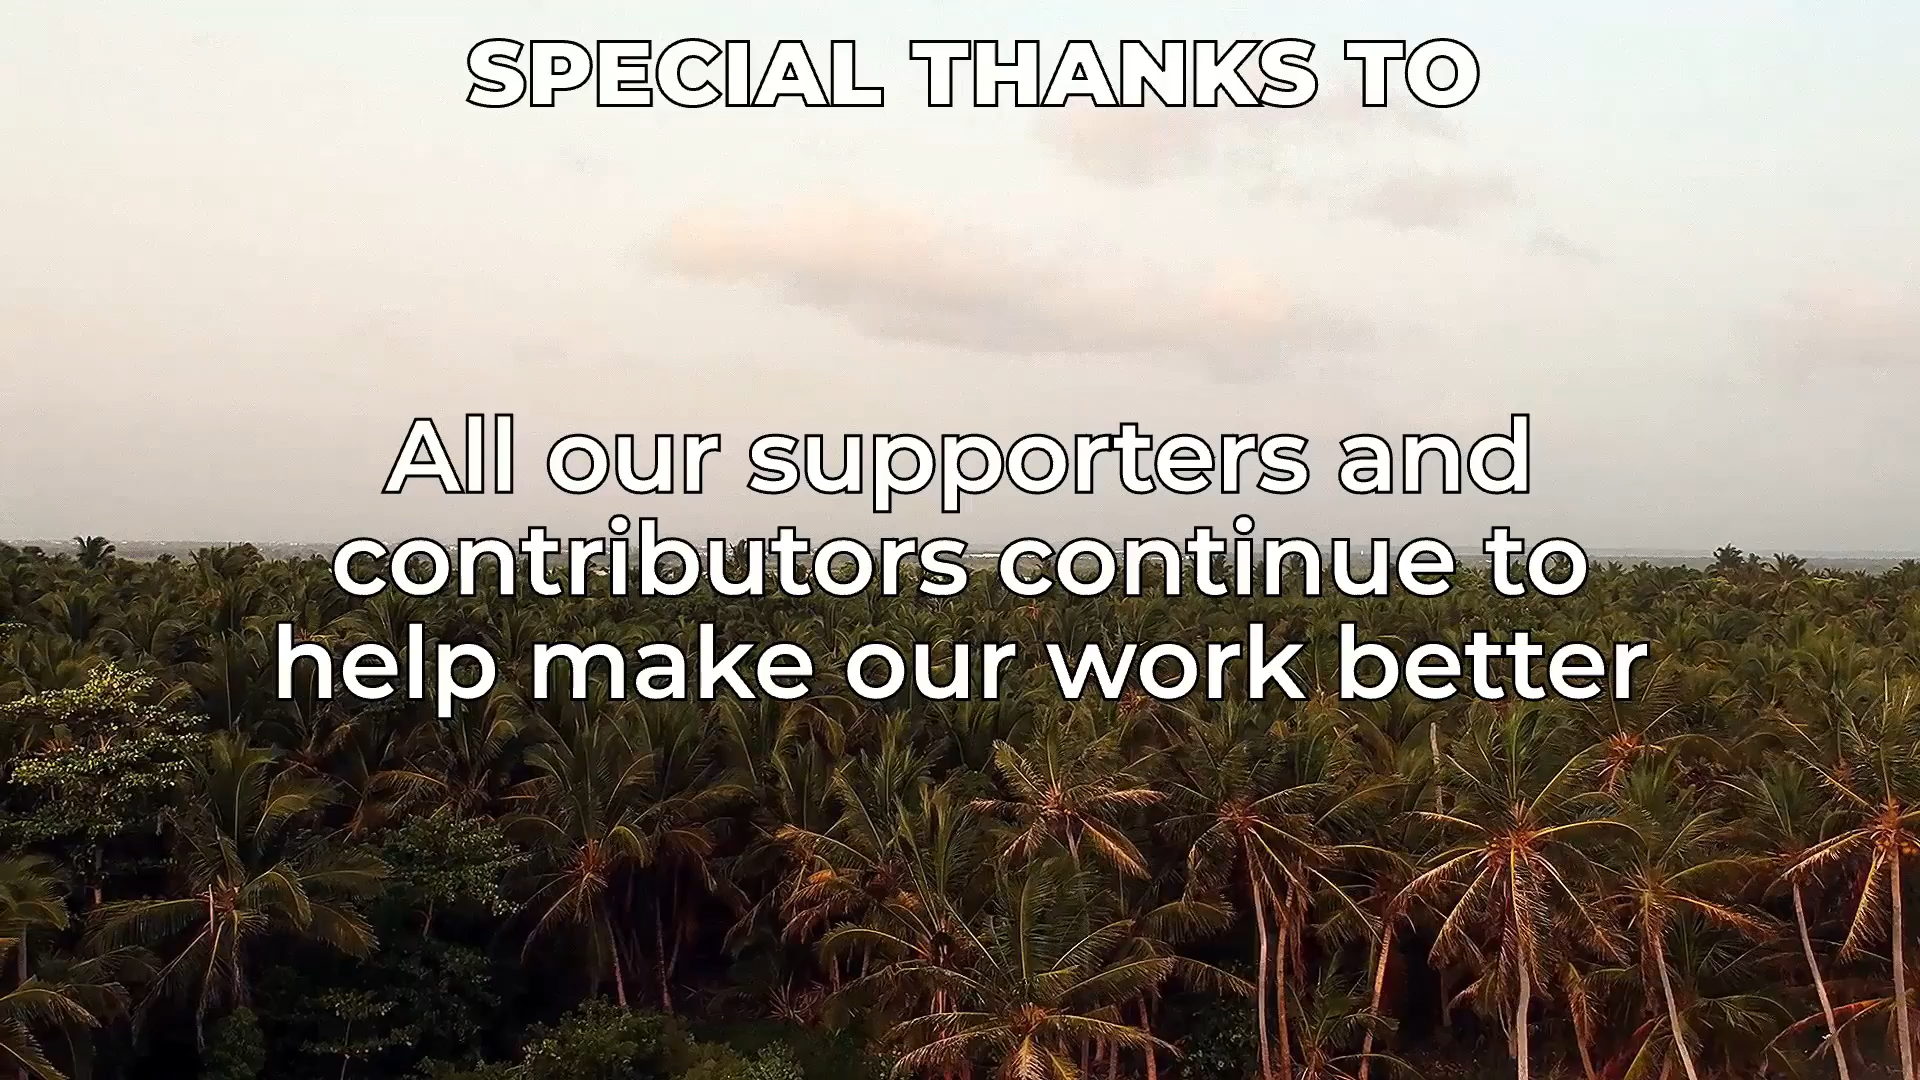 SPECIAL THANKS TO
All our supporters and
contributors continue to
help make our work better